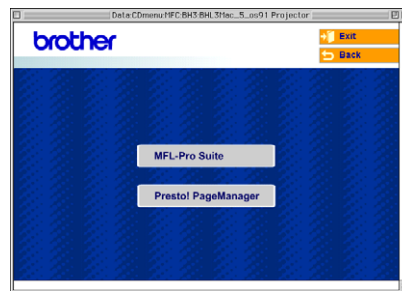 Data:CDmenu:MFC:BH3:BHL3Mac_5_os91 Projector
brother
Exit
Back
MFL-Pro Suite
Presto! PageManager